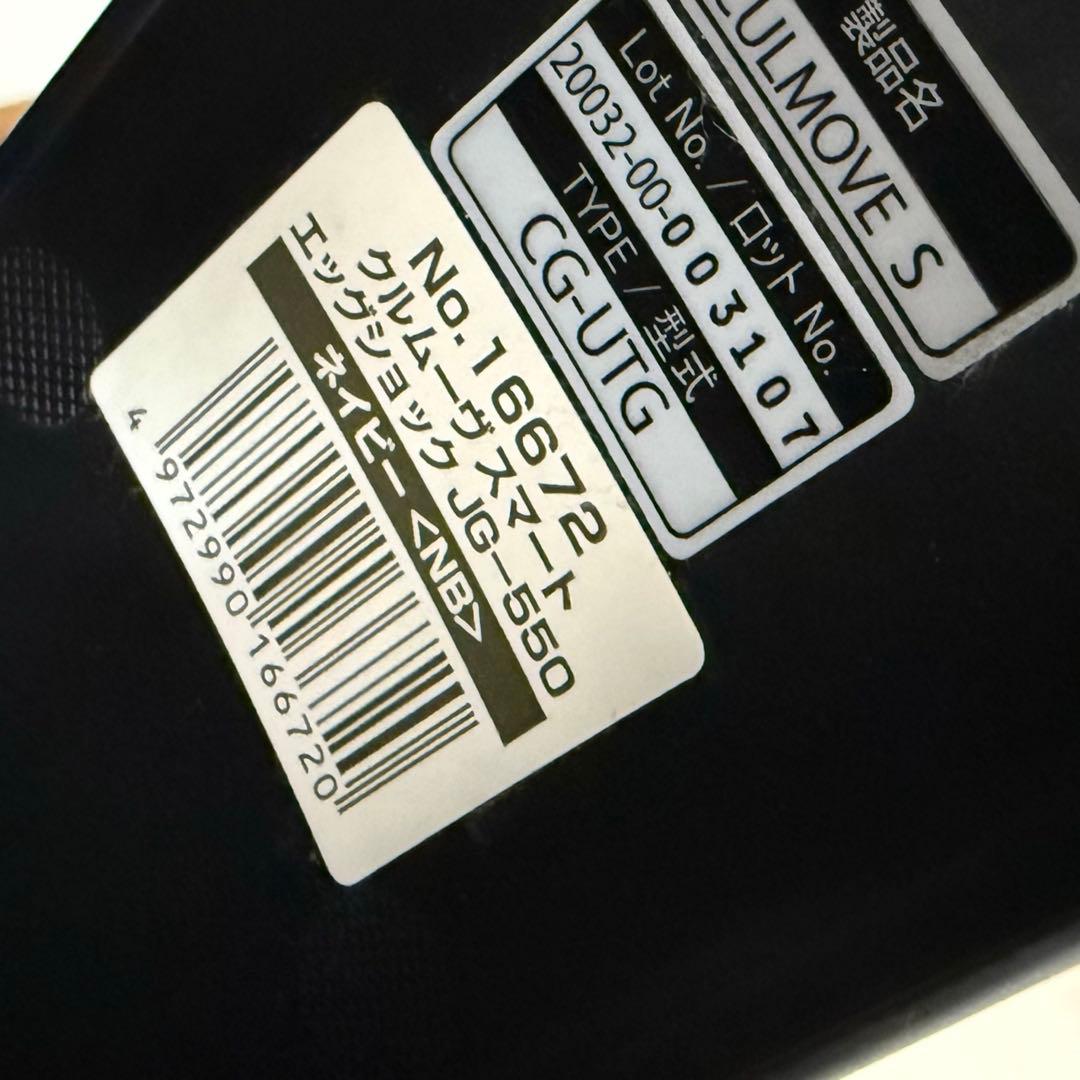 製品名
ULMOVE S
Lot No. / ロット No.
20032-00-003107
TYPE / 型式
CG-UTG
No.16672
クルムーヴスマート
エッグショック JG-550
ネイビー <NB>
4 972990 166720